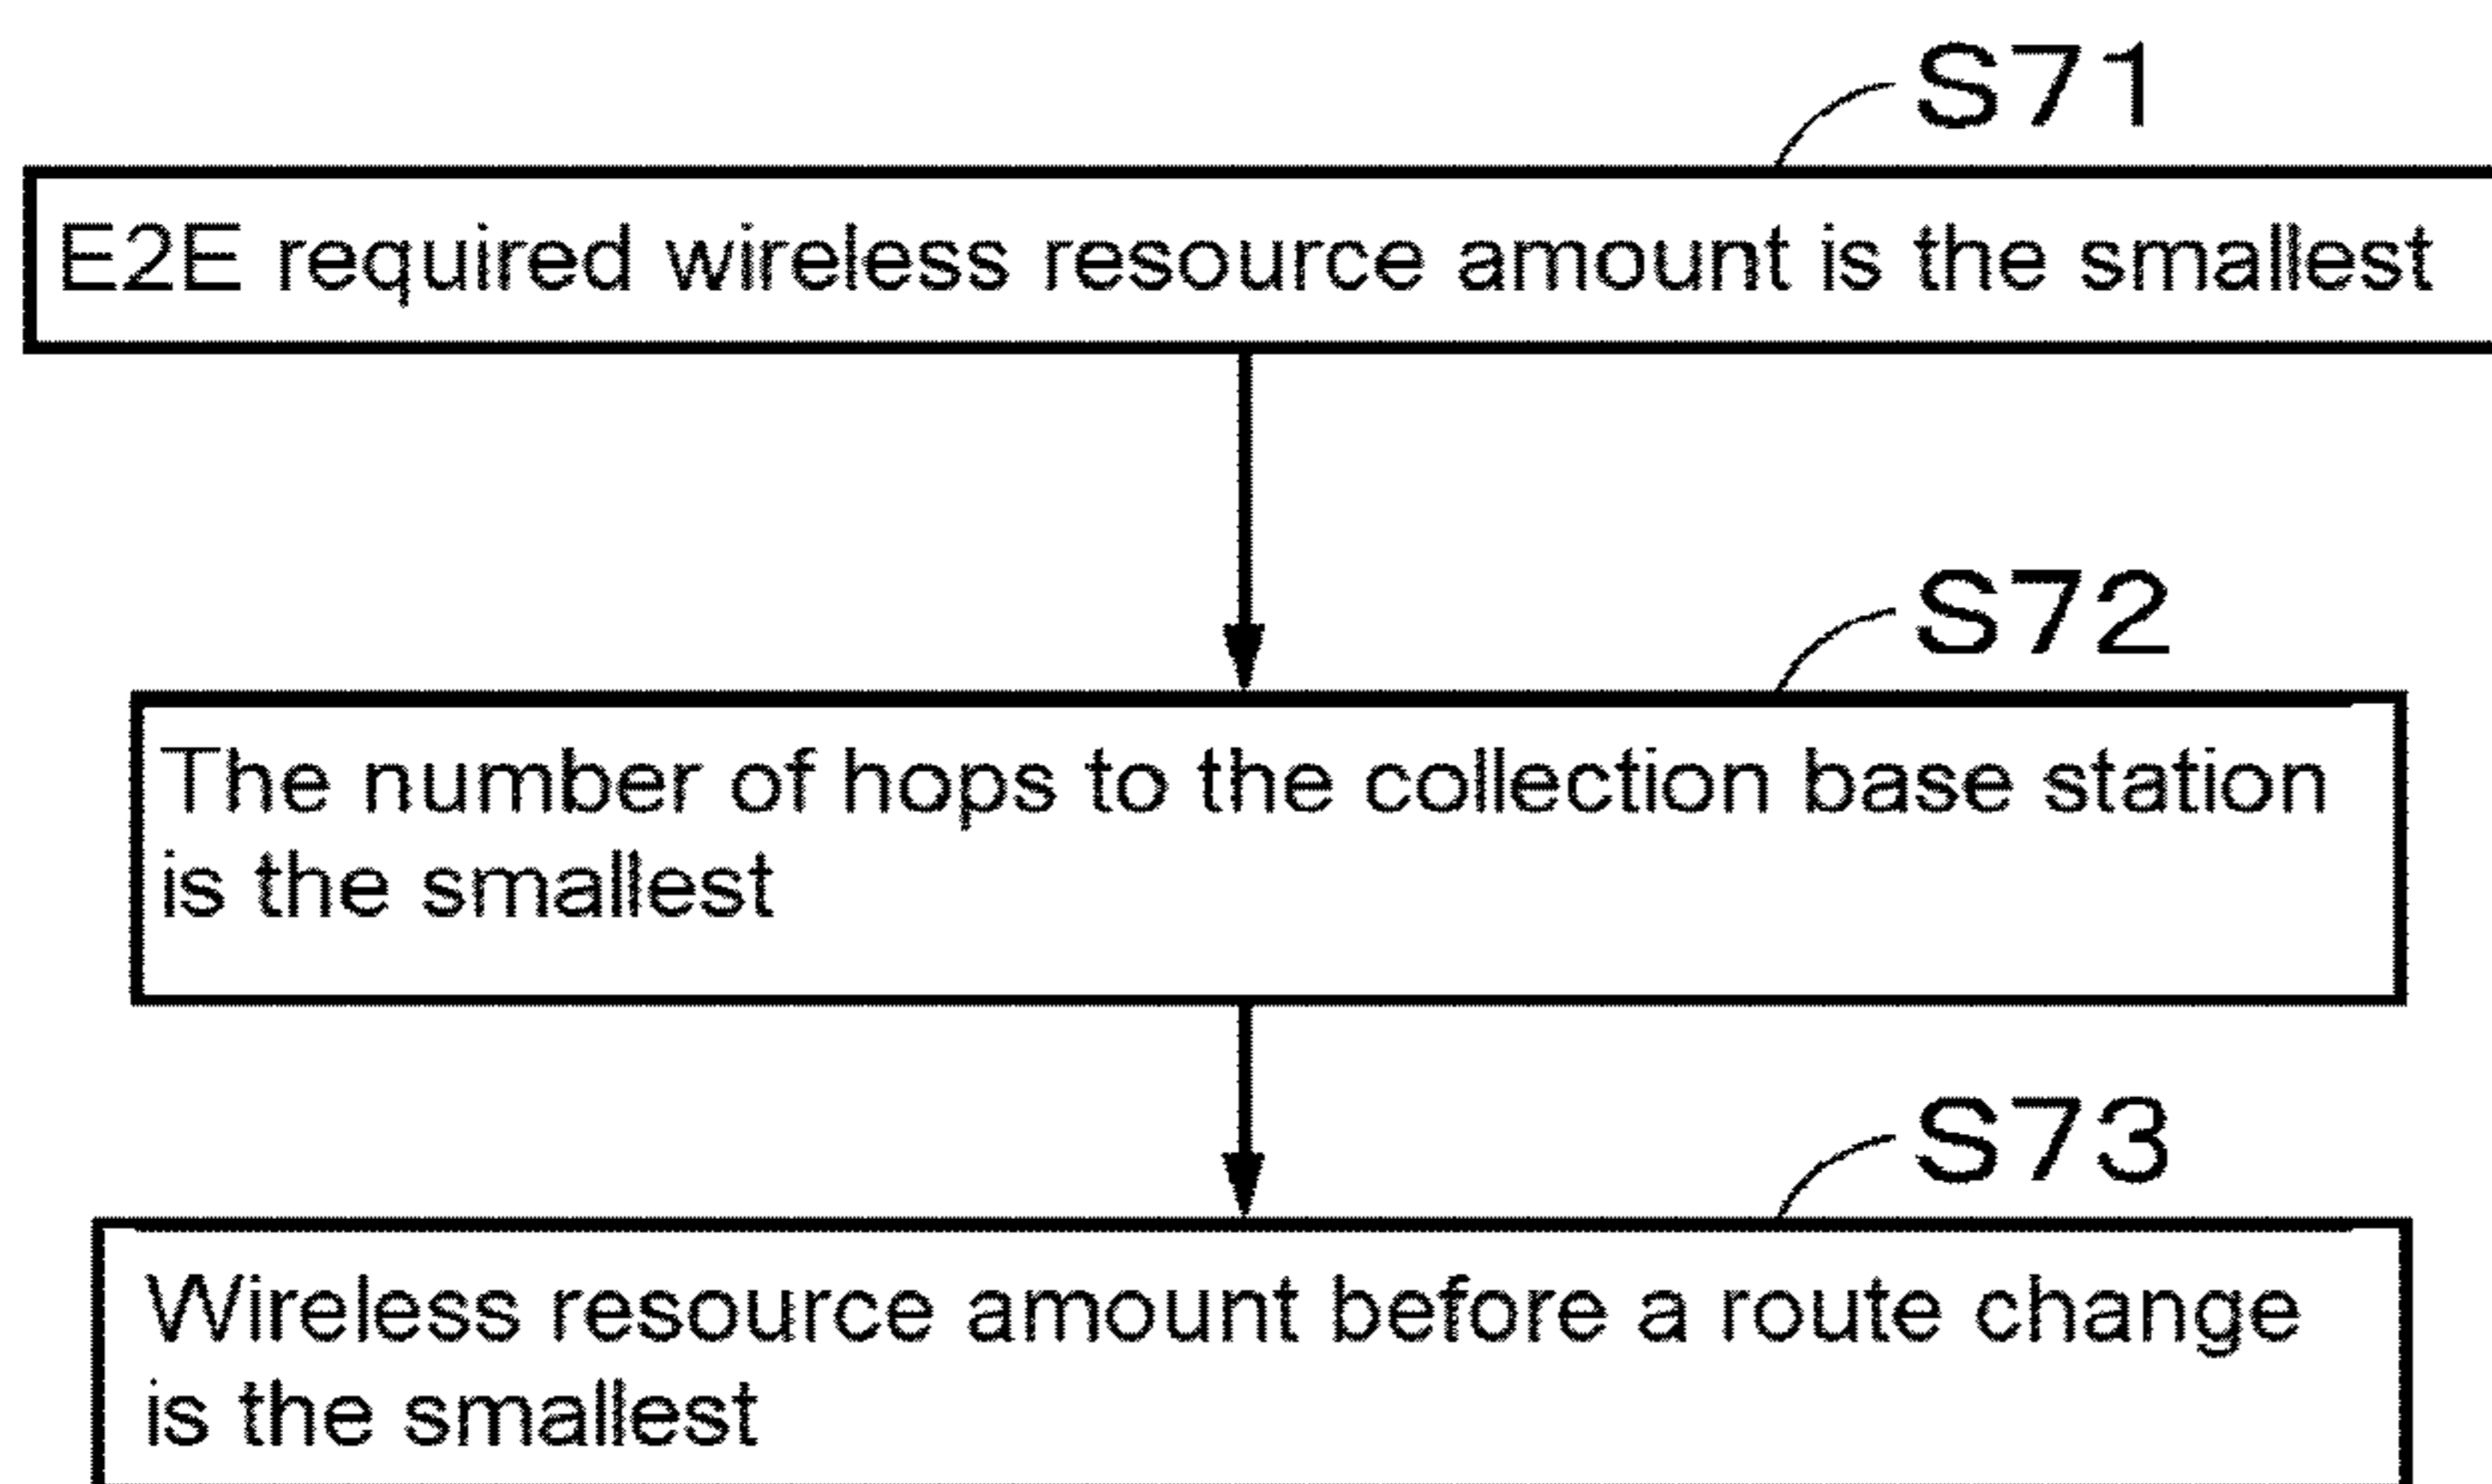 S71
E2E required wireless resource amount is the smallest
S72
The number of hops to the collection base station
is the smallest
S73
Wireless resource amount before a route change
is the smallest